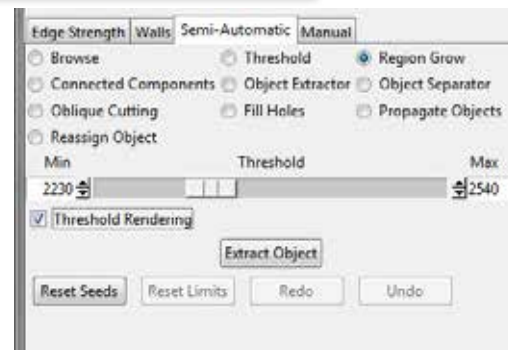 Edge Strength Walls Semi-Automatic Manual
Browse Threshold Region Grow
Connected Components Object Extractor Object Separator
Oblique Cutting Fill Holes Propagate Objects
Reassign Object
Min Threshold Max
2230 2540
Threshold Rendering
Extract Object
Reset Seeds Reset Limits Redo Undo